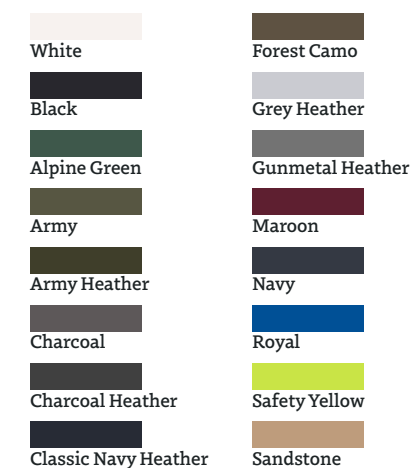 White
Black
Alpine Green
Army
Army Heather
Charcoal
Charcoal Heather
Classic Navy Heather
Forest Camo
Grey Heather
Gunmetal Heather
Maroon
Navy
Royal
Safety Yellow
Sandstone